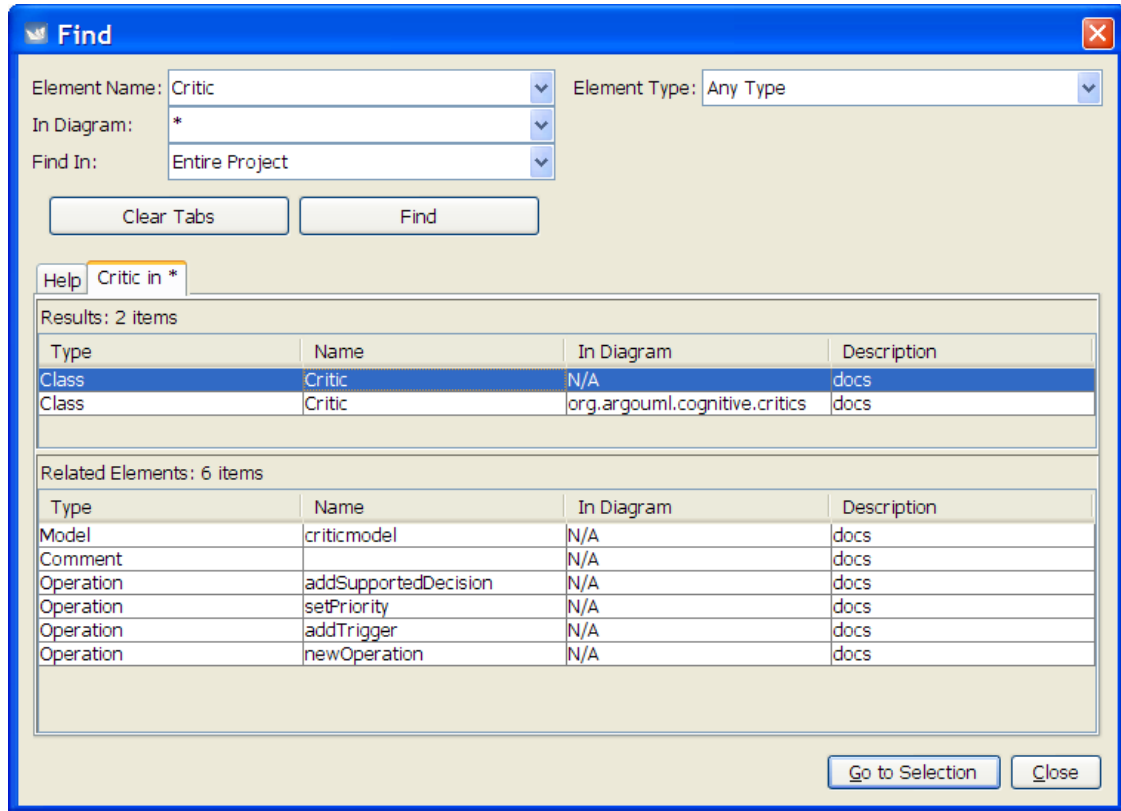 Find
Element Name: Critic Element Type: Any Type
In Diagram: *
Find In: Entire Project
Clear Tabs Find
Help Critic in *
Results: 2 items
Type Name In Diagram Description
Class Critic N/A docs
Class Critic org.argouml.cognitive.critics docs
Related Elements: 6 items
Type Name In Diagram Description
Model criticmodel N/A docs
Comment N/A docs
Operation addSupportedDecision N/A docs
Operation setPriority N/A docs
Operation addTrigger N/A docs
Operation newOperation N/A docs
Go to Selection Close